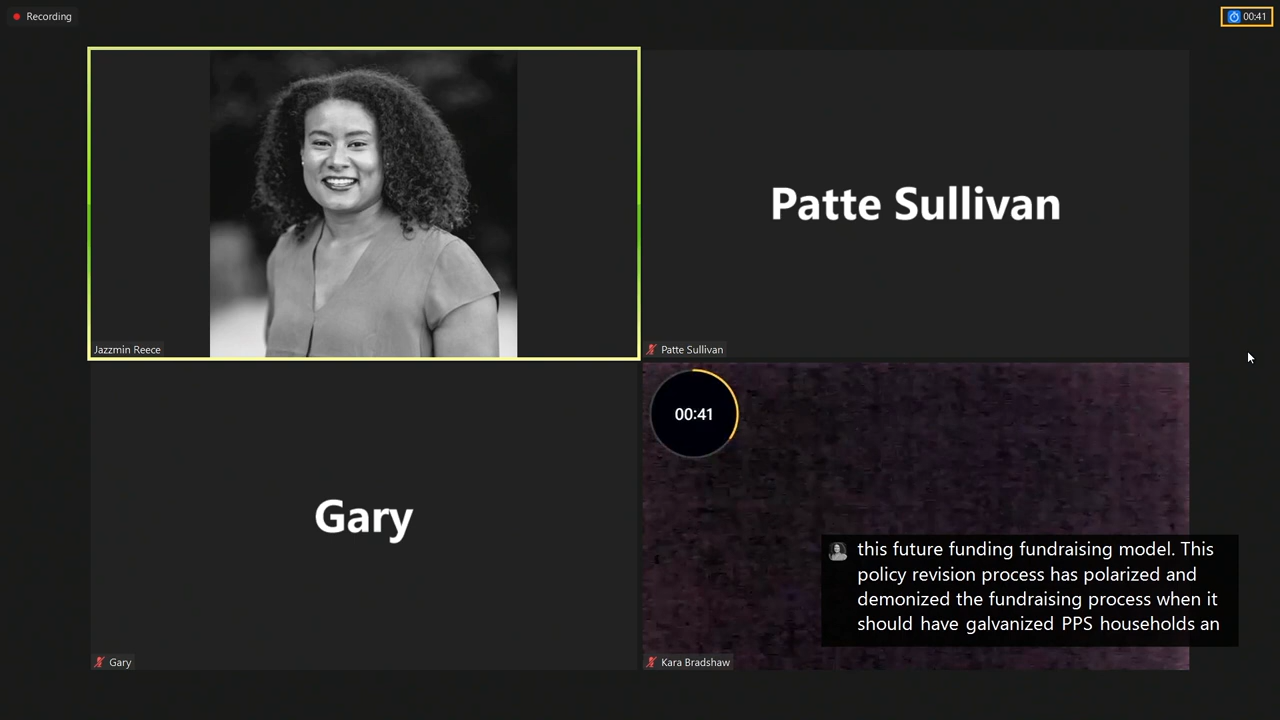 Recording
00:41
Patte Sullivan
Jazzmin Reece
Patte Sullivan
Gary
00:41
this future funding fundraising model. This
policy revision process has polarized and
demonized the fundraising process when it
should have galvanized PPS households an
Gary
Kara Bradshaw